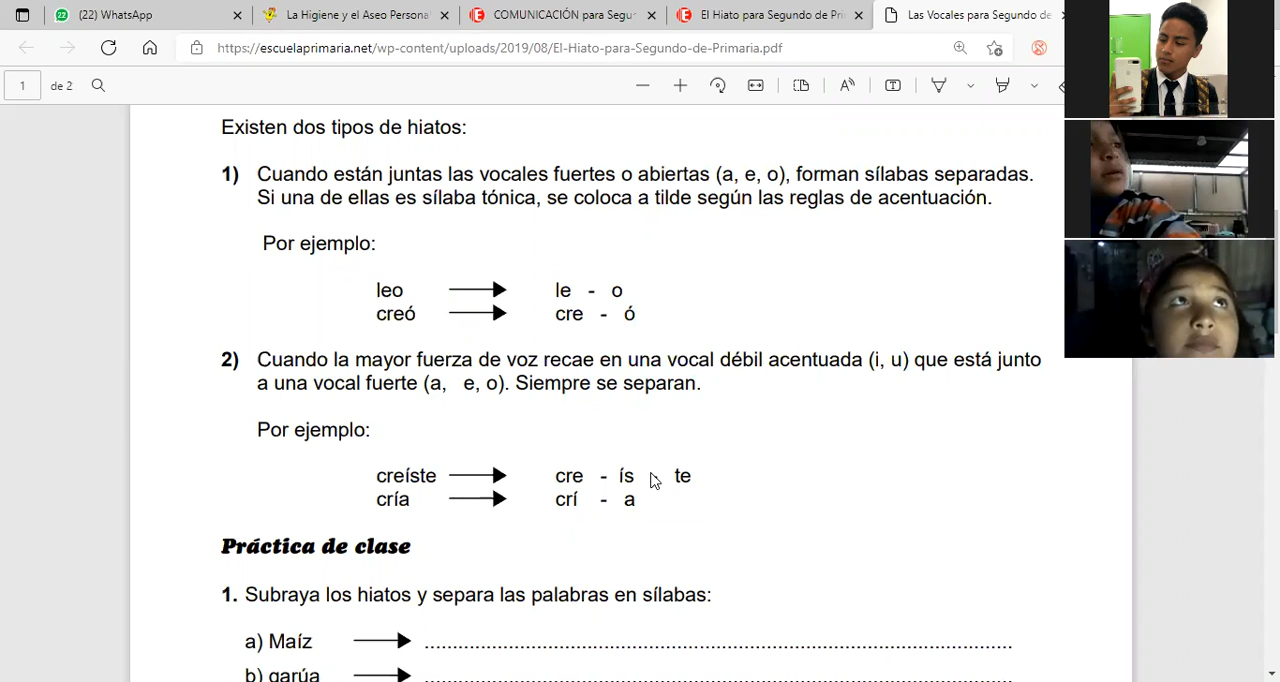 (22) WhatsApp
La Higiene y el Aseo Persona
COMUNICACIÓN para Segur
El Hiato para Segundo de Pri
Las Vocales para Segundo de
https://escuelaprimaria.net/wp-content/uploads/2019/08/El-Hiato-para-Segundo-de-Primaria.pdf
1 de 2
Existen dos tipos de hiatos:
1) Cuando están juntas las vocales fuertes o abiertas (a, e, o), forman sílabas separadas.
Si una de ellas es sílaba tónica, se coloca a tilde según las reglas de acentuación.
Por ejemplo:
leo le - o
creó cre - ó
2) Cuando la mayor fuerza de voz recae en una vocal débil acentuada (i, u) que está junto
a una vocal fuerte (a, e, o). Siempre se separan.
Por ejemplo:
creíste cre - ís te
cría crí - a
Práctica de clase
1. Subraya los hiatos y separa las palabras en sílabas:
a) Maíz ........................................................................................................
b) garúa ........................................................................................................